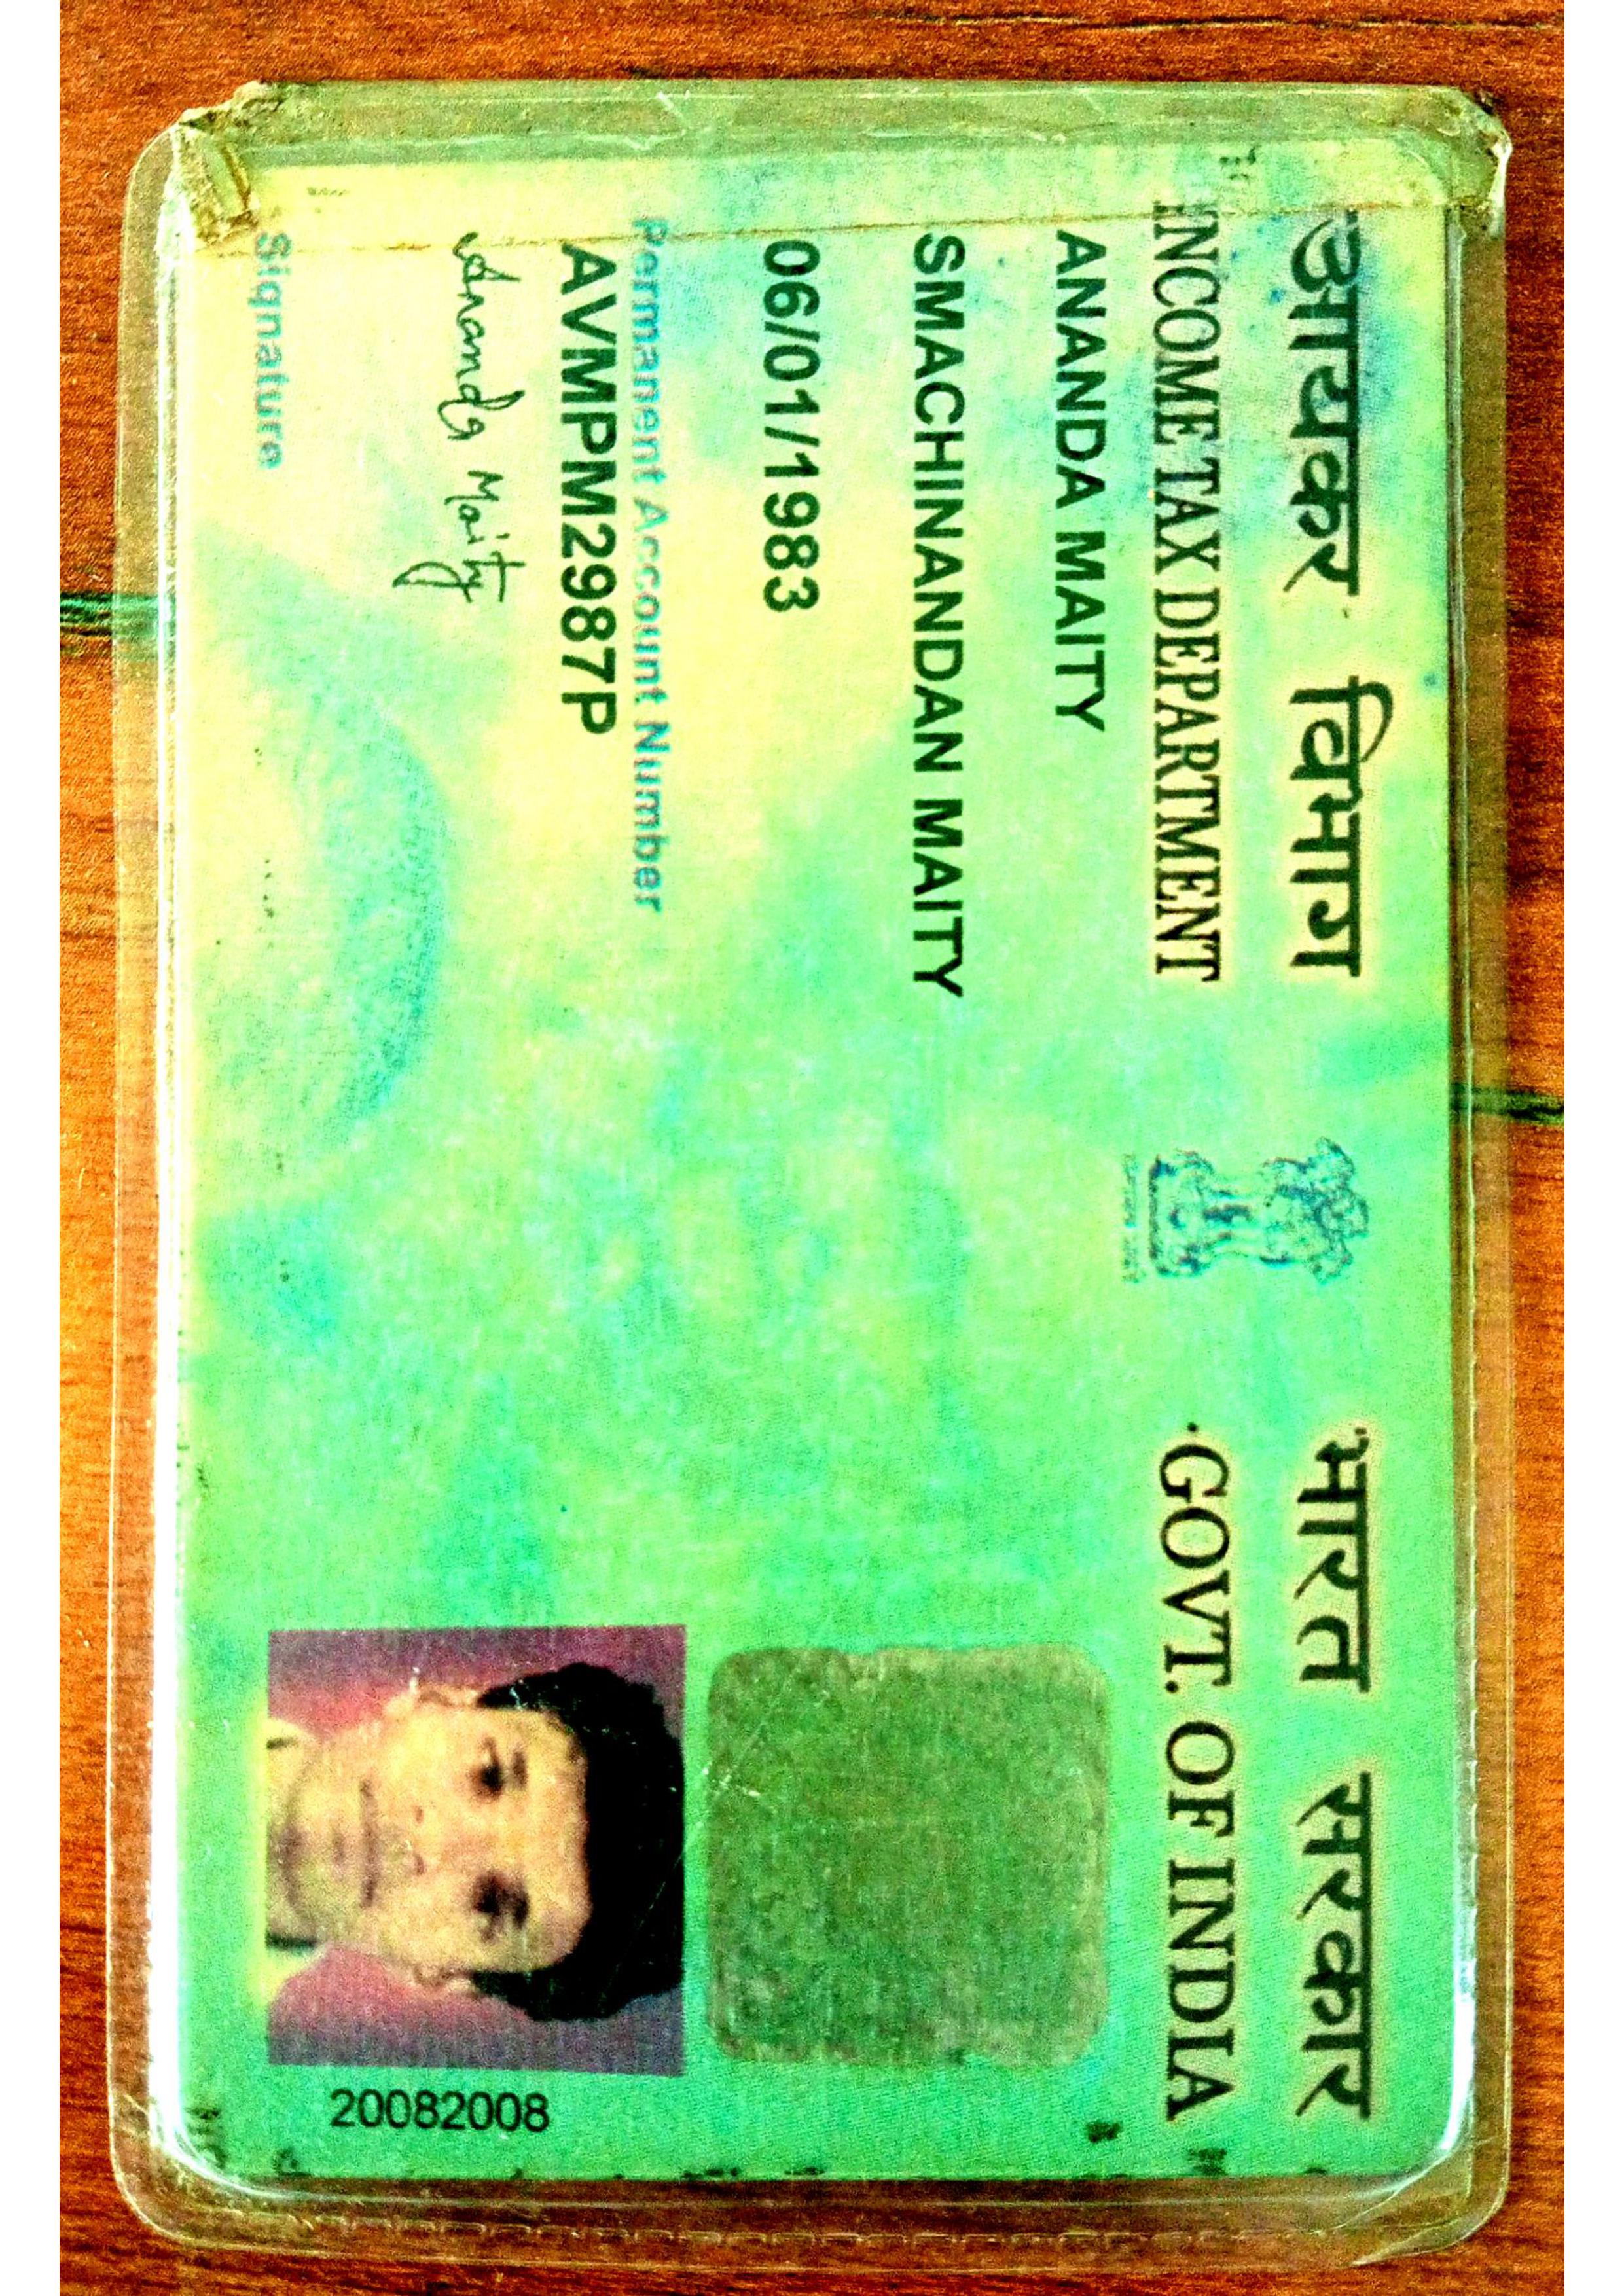 आयकर विभाग
INCOME TAX DEPARTMENT
भारत सरकार
GOVT. OF INDIA
ANANDA MAITY
SMACHINANDAN MAITY
06/01/1983
Permanent Account Number
AVMPM2987P
Ananda Maity
Signature
20082008